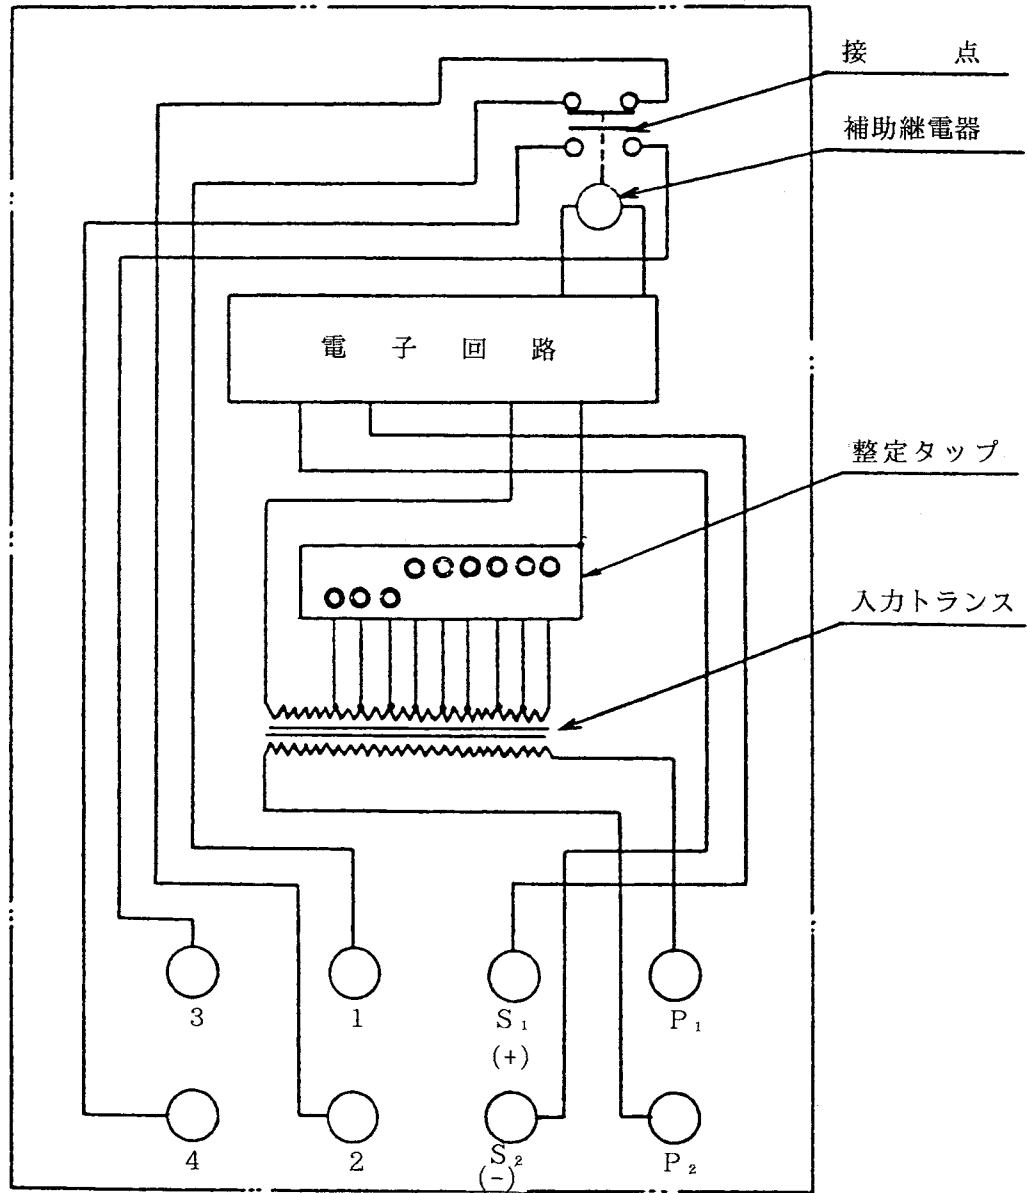 接 点
補助継電器
電子回路
整定タップ
入力トランス
3
1
S₁
P₁
(+)
4
2
S₂
P₂
(-)